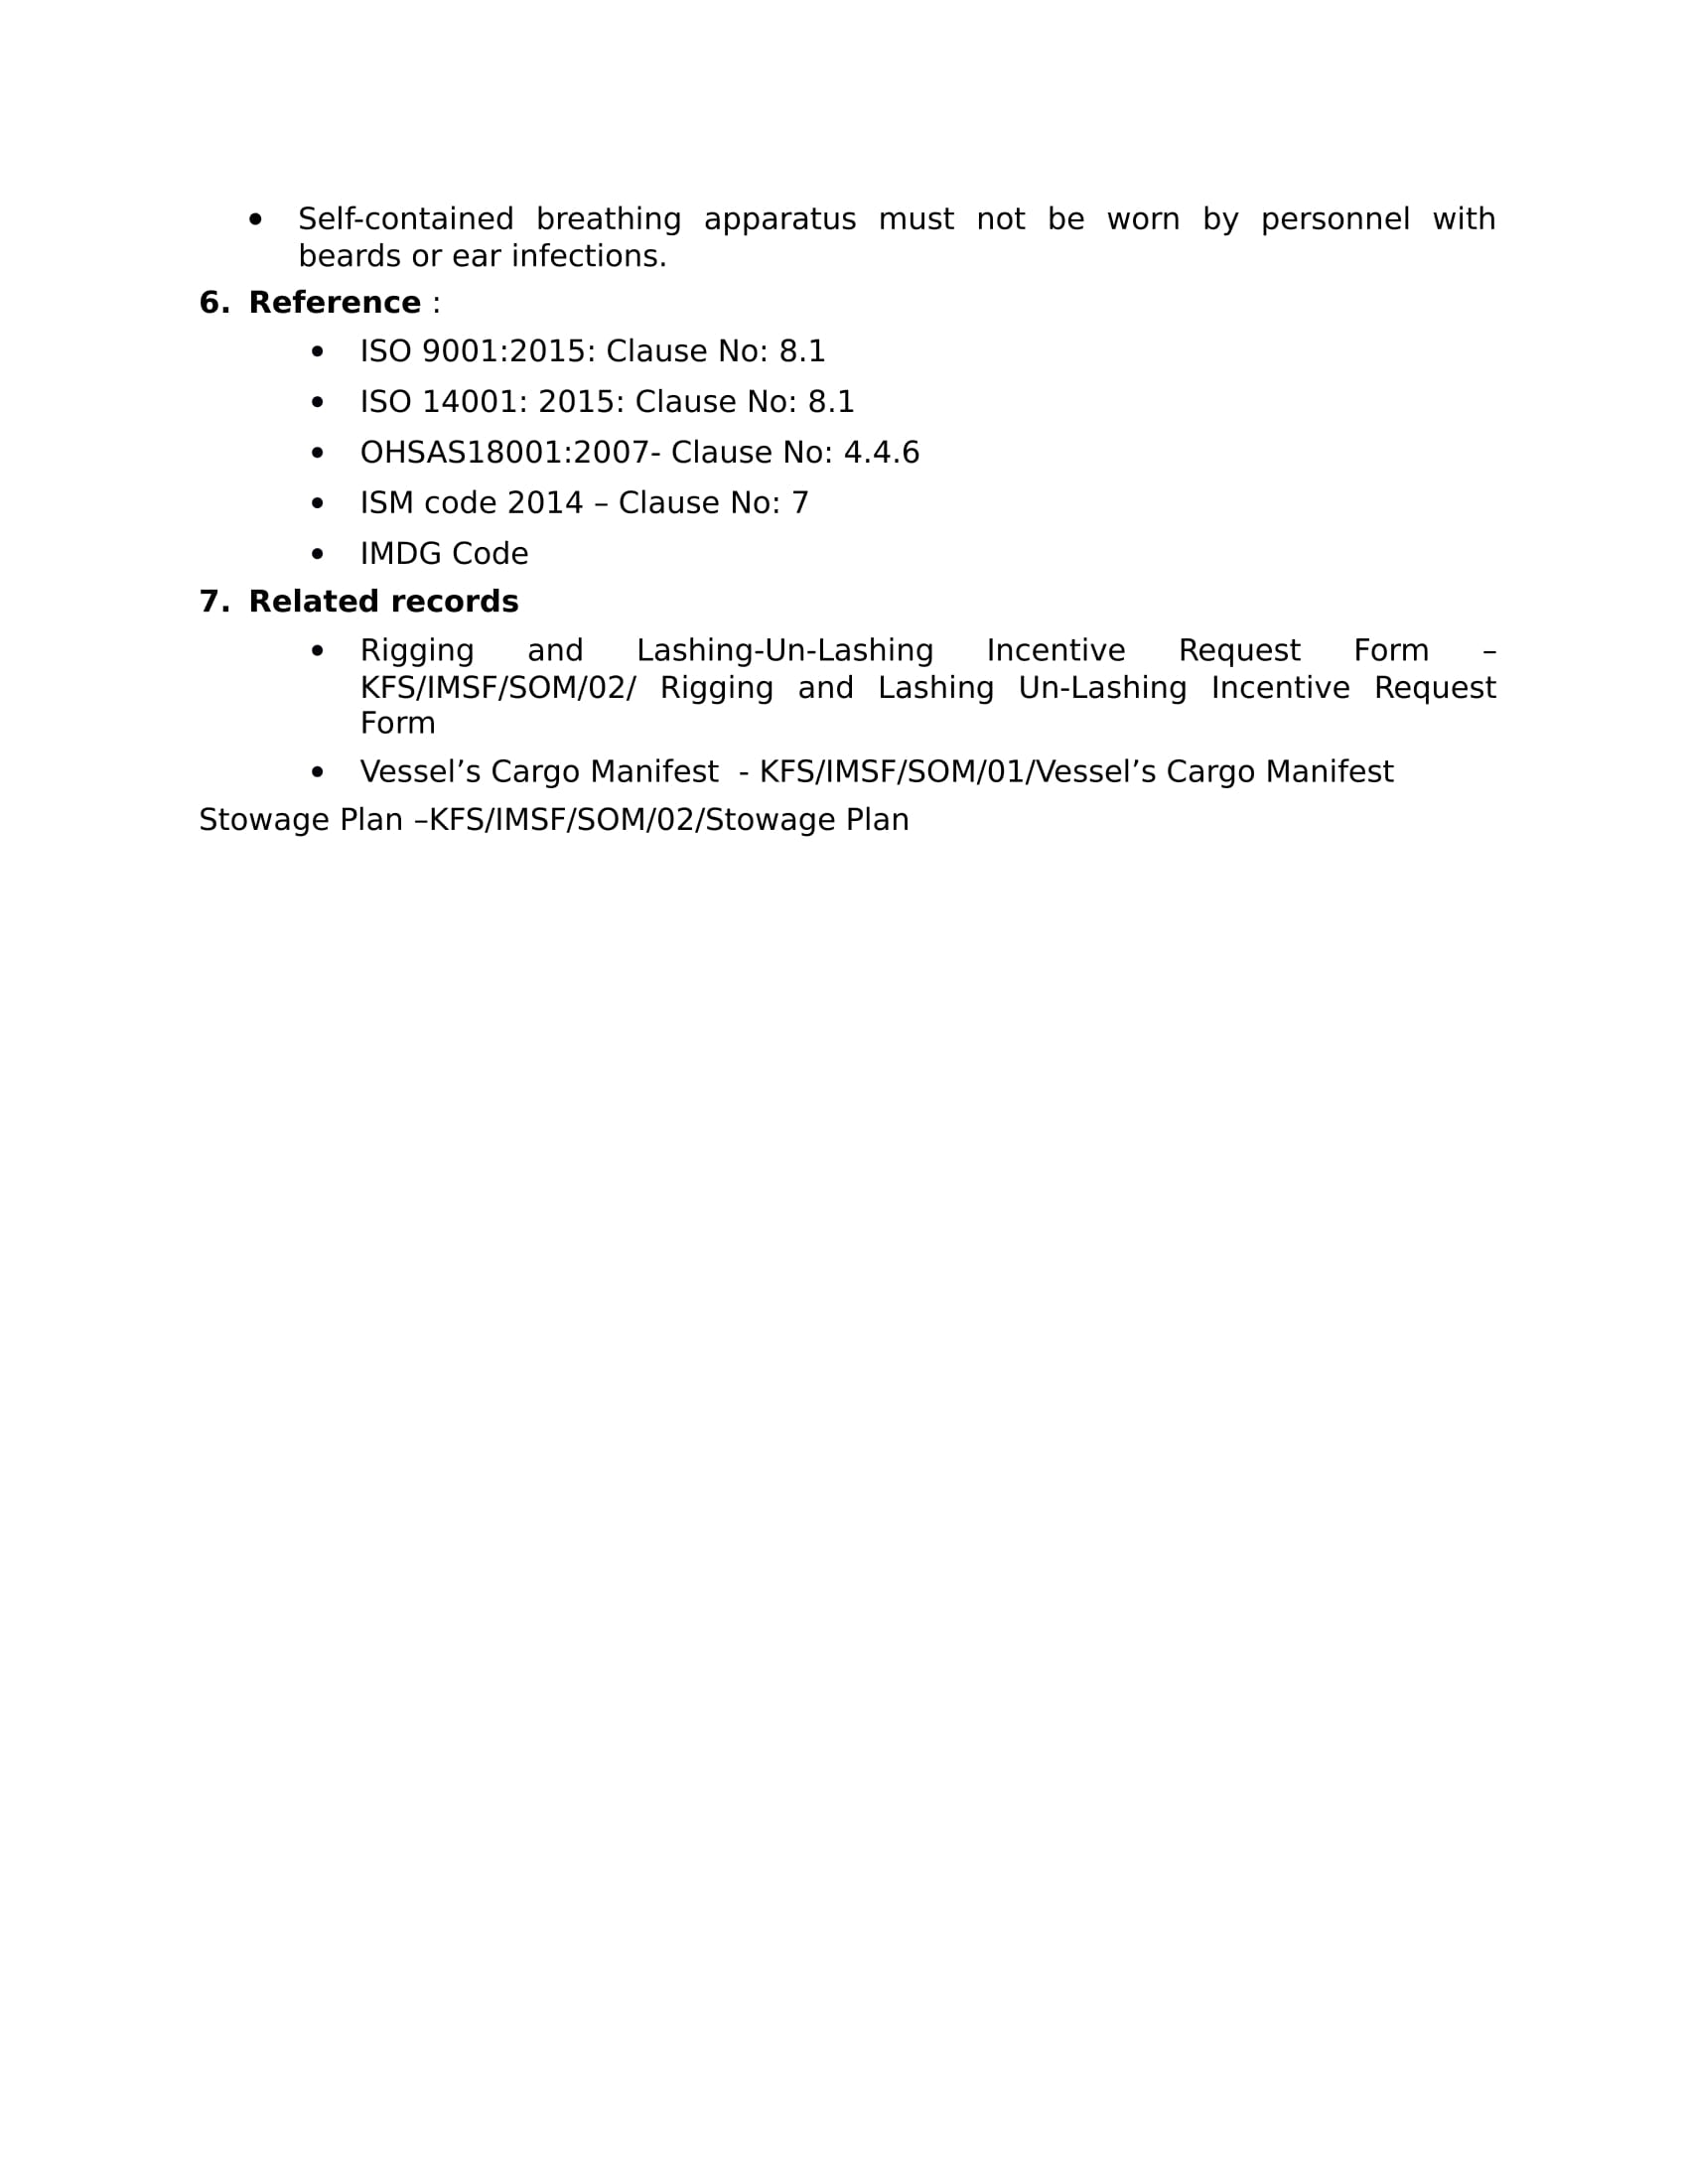 • Self-contained breathing apparatus must not be worn by personnel with
beards or ear infections.
6. Reference :
• ISO 9001:2015: Clause No: 8.1
• ISO 14001: 2015: Clause No: 8.1
• OHSAS18001:2007- Clause No: 4.4.6
• ISM code 2014 – Clause No: 7
• IMDG Code
7. Related records
• Rigging and Lashing-Un-Lashing Incentive Request Form –
KFS/IMSF/SOM/02/ Rigging and Lashing Un-Lashing Incentive Request
Form
• Vessel’s Cargo Manifest  - KFS/IMSF/SOM/01/Vessel’s Cargo Manifest
Stowage Plan –KFS/IMSF/SOM/02/Stowage Plan